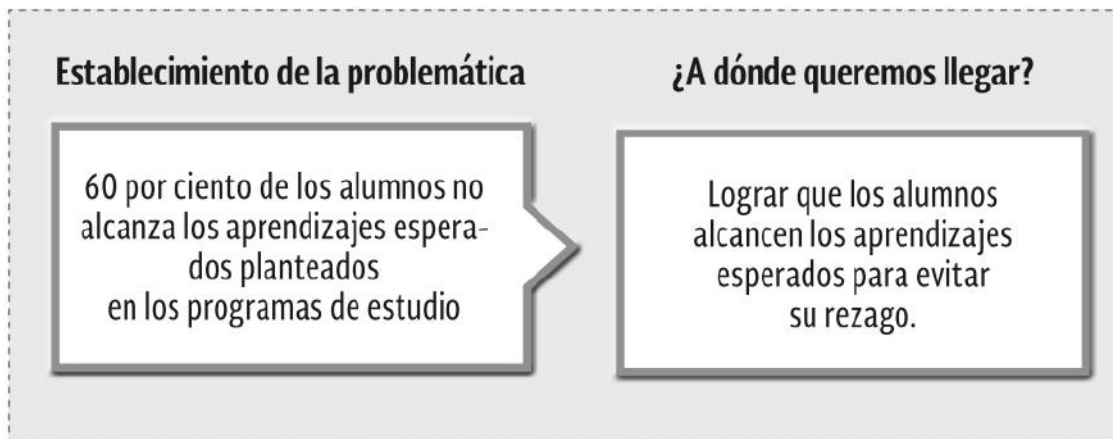 Establecimiento de la problemática
60 por ciento de los alumnos no
alcanza los aprendizajes espera-
dos planteados
en los programas de estudio
¿A dónde queremos llegar?
Lograr que los alumnos
alcancen los aprendizajes
esperados para evitar
su rezago.